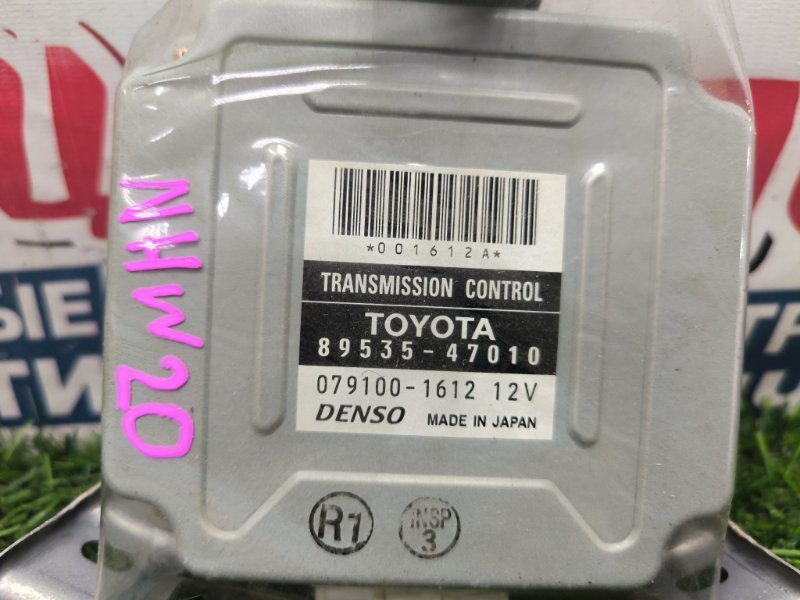 *001612A*
TRANSMISSION CONTROL
TOYOTA
89535-47010
079100-1612 12V
DENSO MADE IN JAPAN
NHW20
R1
INSP
3